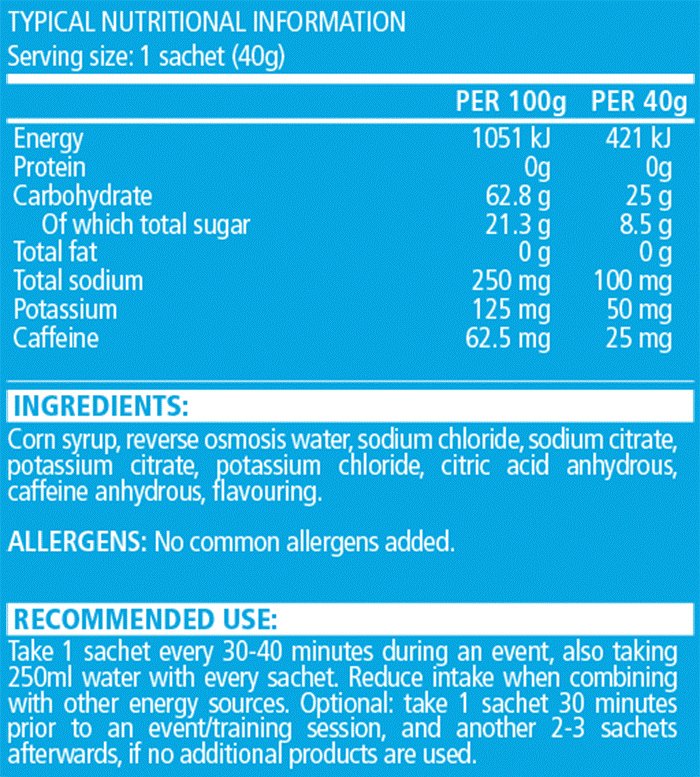 TYPICAL NUTRITIONAL INFORMATION
Serving size: 1 sachet (40g)
PER 100g PER 40g
Energy 1051 kJ 421 kJ
Protein 0g 0g
Carbohydrate 62.8 g 25 g
Of which total sugar 21.3 g 8.5 g
Total fat 0 g 0 g
Total sodium 250 mg 100 mg
Potassium 125 mg 50 mg
Caffeine 62.5 mg 25 mg
INGREDIENTS:
Corn syrup, reverse osmosis water, sodium chloride, sodium citrate,
potassium citrate, potassium chloride, citric acid anhydrous,
caffeine anhydrous, flavouring.
ALLERGENS: No common allergens added.
RECOMMENDED USE:
Take 1 sachet every 30-40 minutes during an event, also taking
250ml water with every sachet. Reduce intake when combining
with other energy sources. Optional: take 1 sachet 30 minutes
prior to an event/training session, and another 2-3 sachets
afterwards, if no additional products are used.